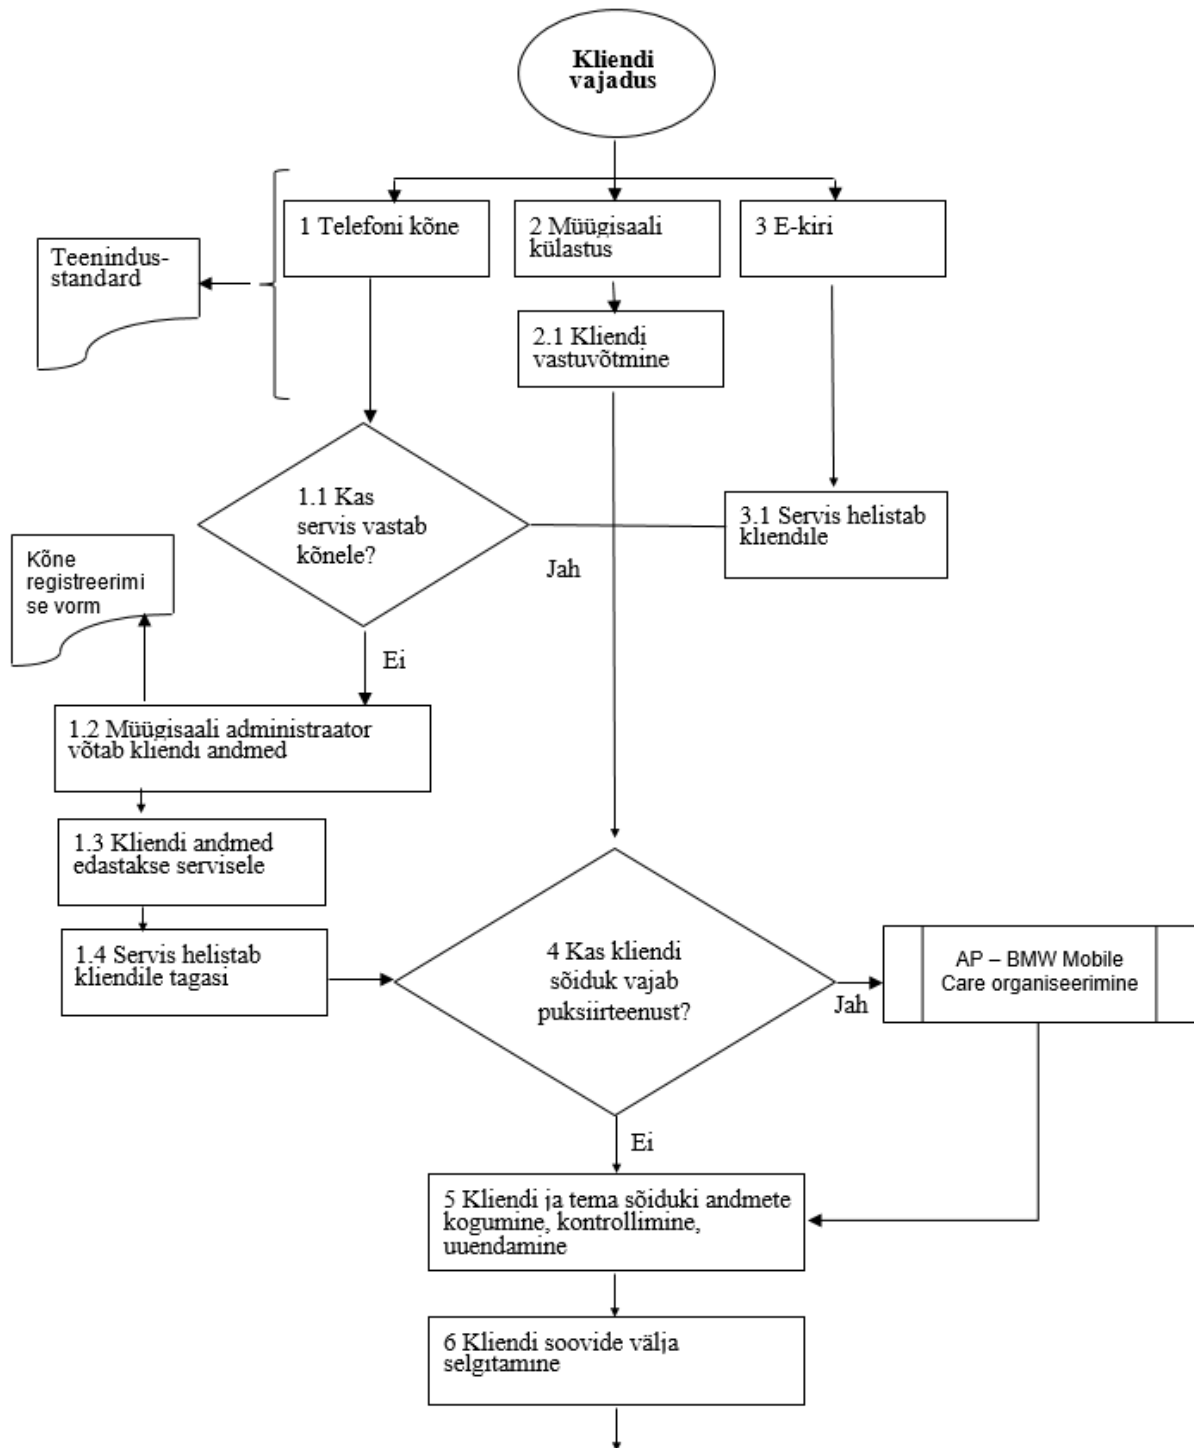 Kliendi
vajadus
1 Telefoni kõne
2 Müügisaali
külastus
3 E-kiri
Teenindus-
standard
2.1 Kliendi
vastuvõtmine
1.1 Kas
servis vastab
kõnele?
3.1 Servis helistab
kliendile
Jah
Kõne
registreerimi
se vorm
Ei
1.2 Müügisaali administraator
võtab kliendi andmed
1.3 Kliendi andmed
edastakse servisele
1.4 Servis helistab
kliendile tagasi
4 Kas kliendi
sõiduk vajab
puksiirteenust?
Jah
AP – BMW Mobile
Care organiseerimine
Ei
5 Kliendi ja tema sõiduki andmete
kogumine, kontrollimine,
uuendamine
6 Kliendi soovide välja
selgitamine